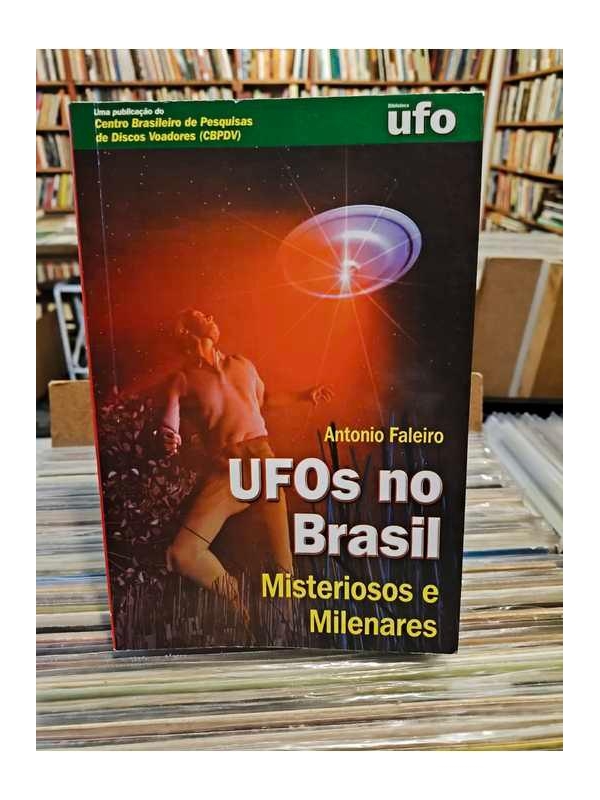 Uma publicação do
Centro Brasileiro de Pesquisas
de Discos Voadores (CBPDV)
Biblioteca
ufo
Antonio Faleiro
UFOs no
Brasil
Misteriosos e
Milenares